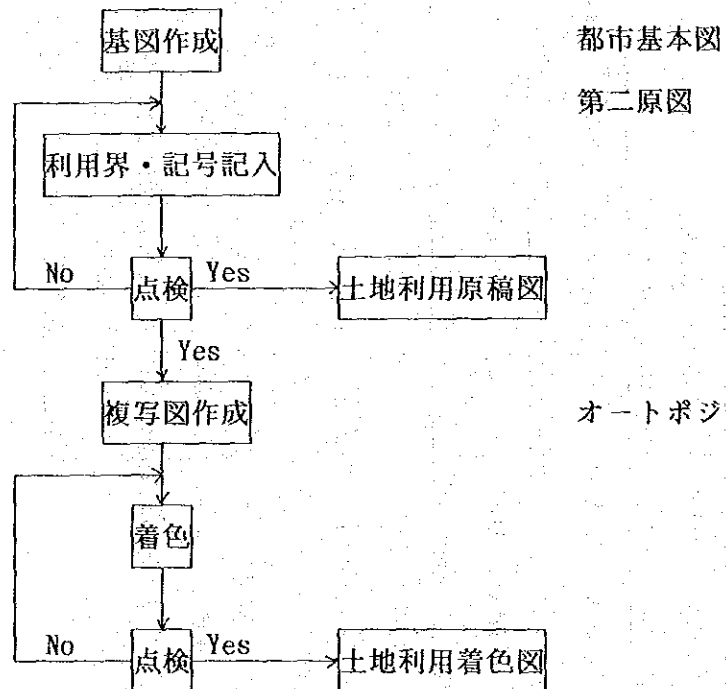 基図作成
都市基本図
第二原図
利用界・記号記入
No
点検
Yes
土地利用原稿図
Yes
複写図作成
オートポジ
着色
No
点検
Yes
土地利用着色図